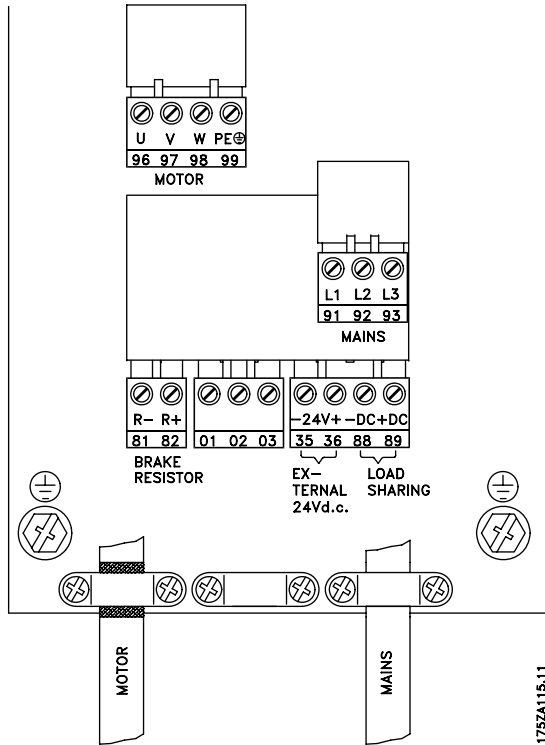 U V W PE
96 97 98 99
MOTOR
L1 L2 L3
91 92 93
MAINS
R- R+
-24V+ -DC+DC
81 82 01 02 03 35 36 88 89
BRAKE
RESISTOR
EX-
TERNAL
24Vd.c.
LOAD
SHARING
MOTOR
MAINS
175ZA115.11